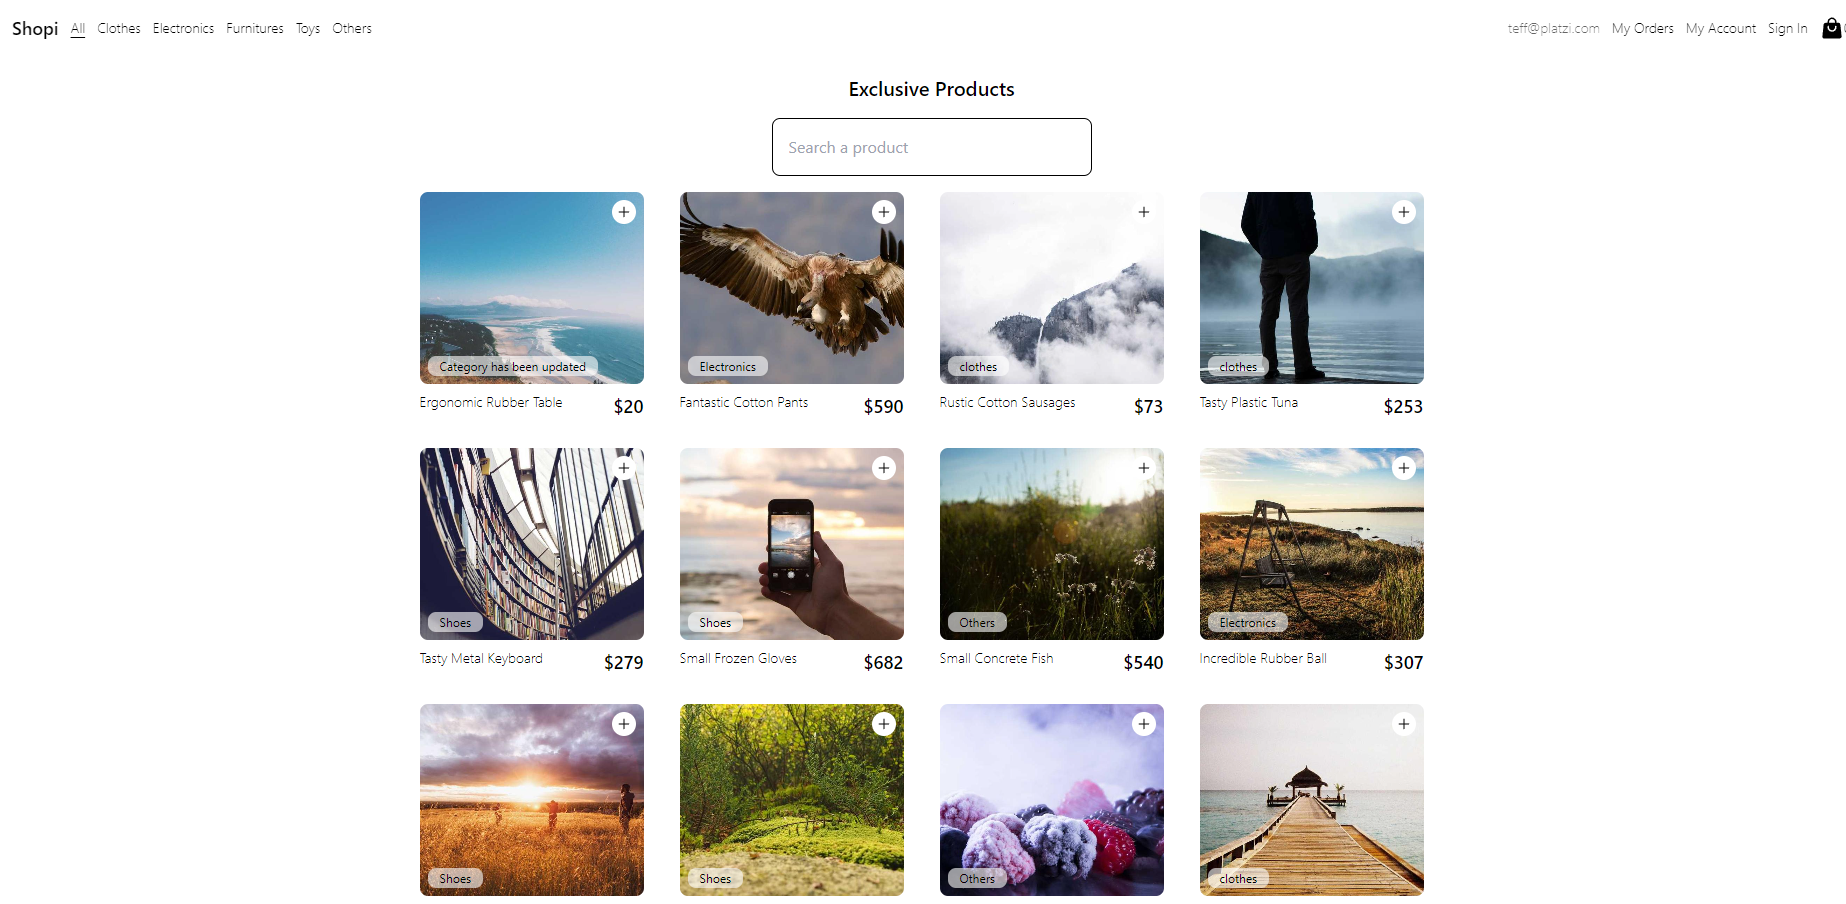 Shopi All Clothes Electronics Furnitures Toys Others teff@platzi.com My Orders My Account Sign In
Exclusive Products
Search a product
Category has been updated Electronics clothes clothes
Ergonomic Rubber Table $20 Fantastic Cotton Pants $590 Rustic Cotton Sausages $73 Tasty Plastic Tuna $253
Shoes Shoes Others Electronics
Tasty Metal Keyboard $279 Small Frozen Gloves $682 Small Concrete Fish $540 Incredible Rubber Ball $307
Shoes Shoes Others clothes